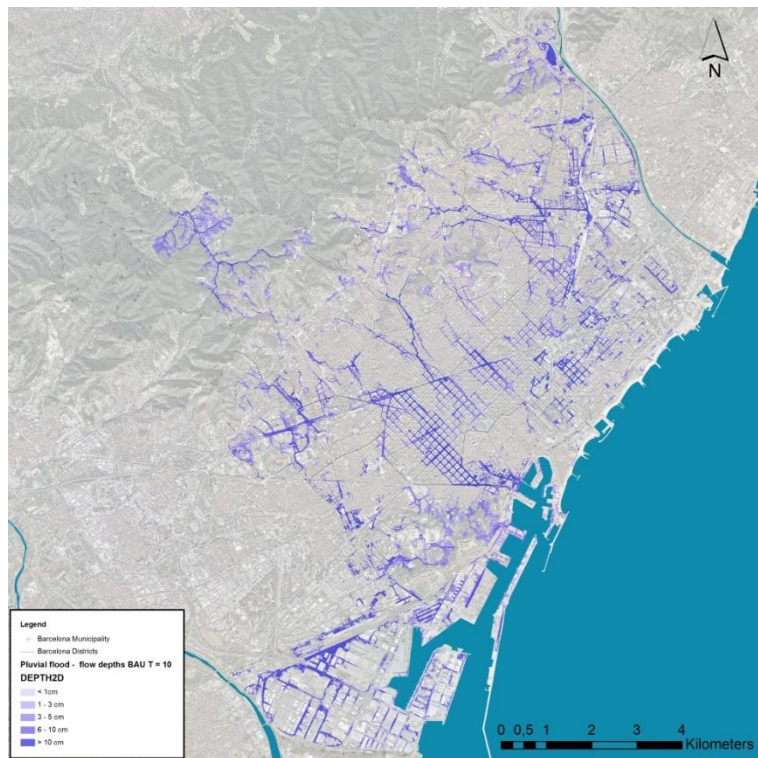 N
Legend
Barcelona Municipality
Barcelona Districts
Pluvial flood - flow depths BAU T = 10
DEPTH2D
< 1cm
1 - 3 cm
3 - 5 cm
6 - 10 cm
> 10 cm
0 0,5 1 2 3 4
Kilometers